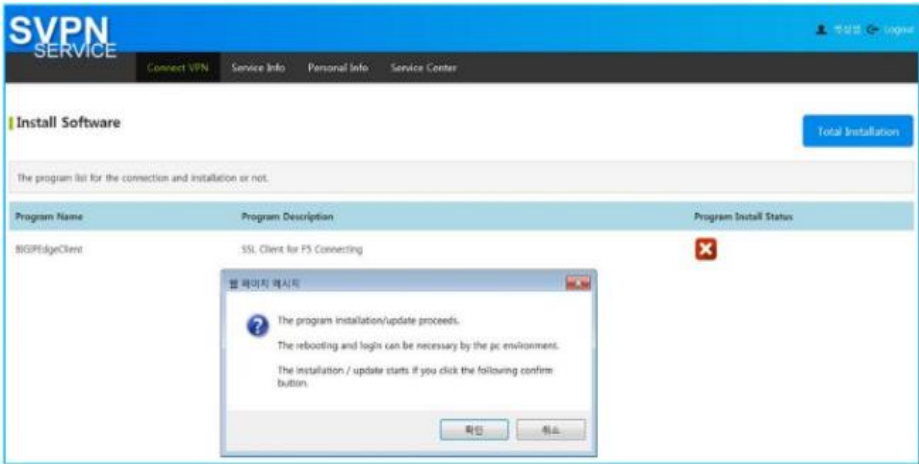 SVPN
SERVICE
Logout
Connect VPN Service Info Personal Info Service Center
Install Software
Total Installation
The program list for the connection and installation or not.
Program Name Program Description Program Install Status
BIGIPEdgeClient SSL Client for F5 Connecting
웹 페이지 메시지
The program installation/update proceeds.
The rebooting and login can be necessary by the pc environment.
The installation / update starts if you click the following confirm
button.
확인 취소